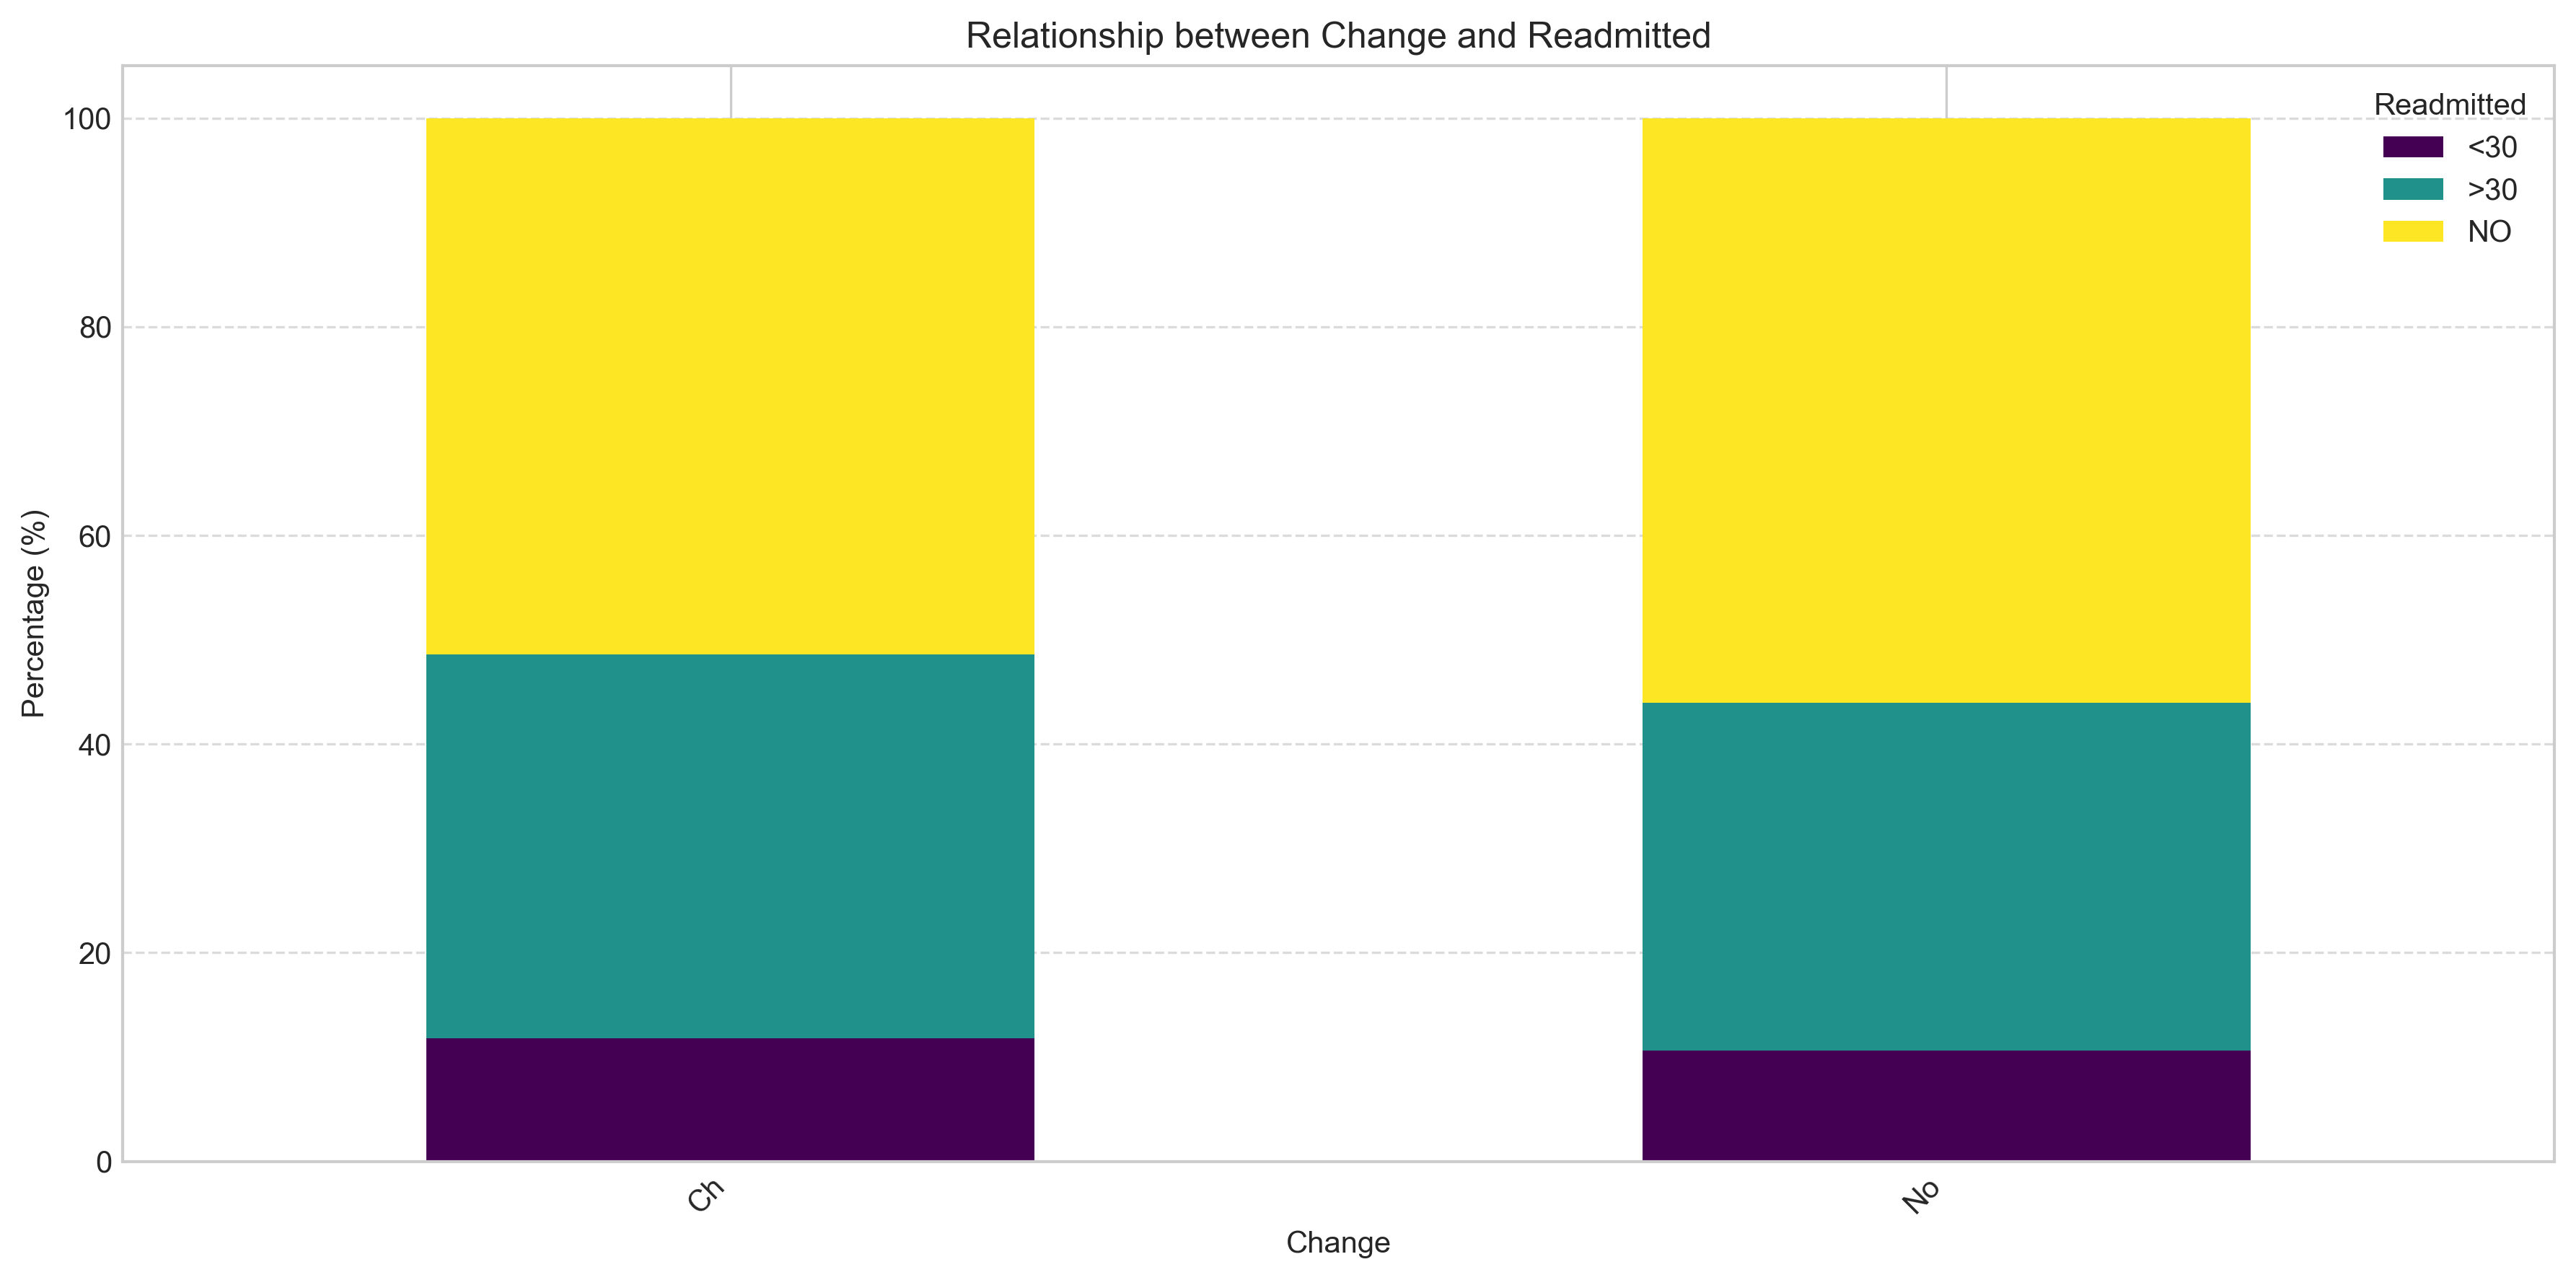 Relationship between Change and Readmitted
Readmitted
<30
>30
NO
100
80
60
40
20
0
Percentage (%)
Ch
No
Change